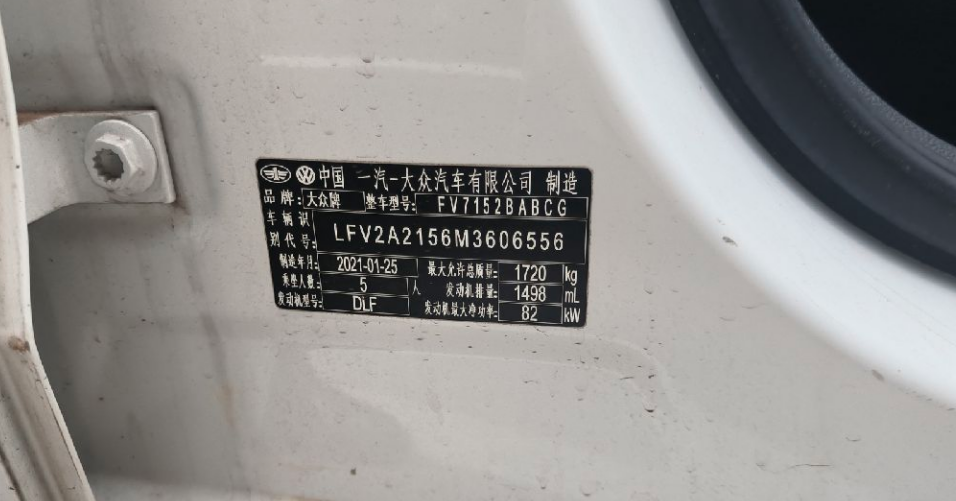 中国 一汽-大众汽车有限公司 制造
品牌: 大众牌 整车型号: FV7152BABCG
车辆识别代号: LFV2A2156M3606556
制造年月: 2021-01-25 最大允许总质量: 1720 kg
乘坐人数: 5 人 发动机排量: 1498 mL
发动机型号: DLF 发动机最大净功率: 82 kW